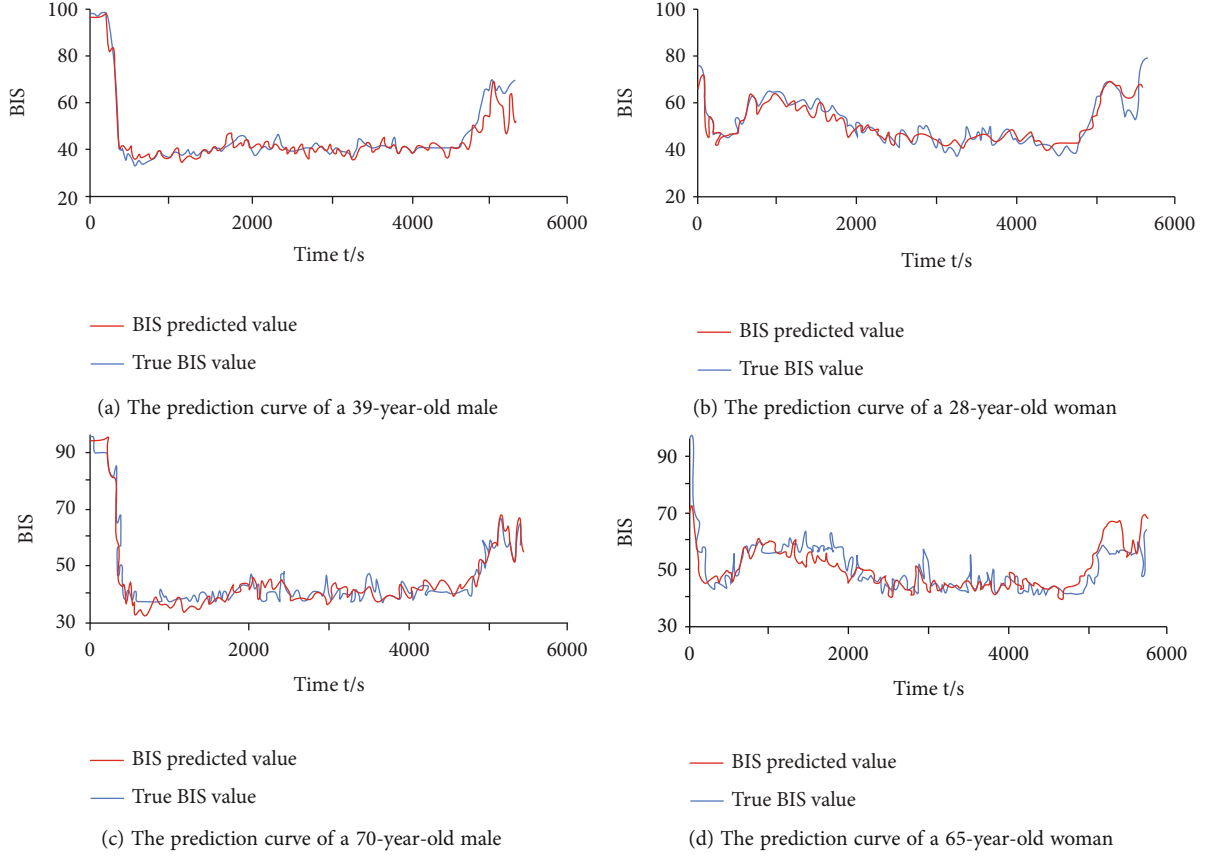 100
80
60
40
20
BIS
0
2000
4000
6000
Time t/s
BIS predicted value
True BIS value
(a) The prediction curve of a 39-year-old male
100
80
60
40
20
BIS
0
2000
4000
6000
Time t/s
BIS predicted value
True BIS value
(b) The prediction curve of a 28-year-old woman
90
70
50
30
BIS
0
2000
4000
6000
Time t/s
BIS predicted value
True BIS value
(c) The prediction curve of a 70-year-old male
90
70
50
30
BIS
0
2000
4000
6000
Time t/s
BIS predicted value
True BIS value
(d) The prediction curve of a 65-year-old woman